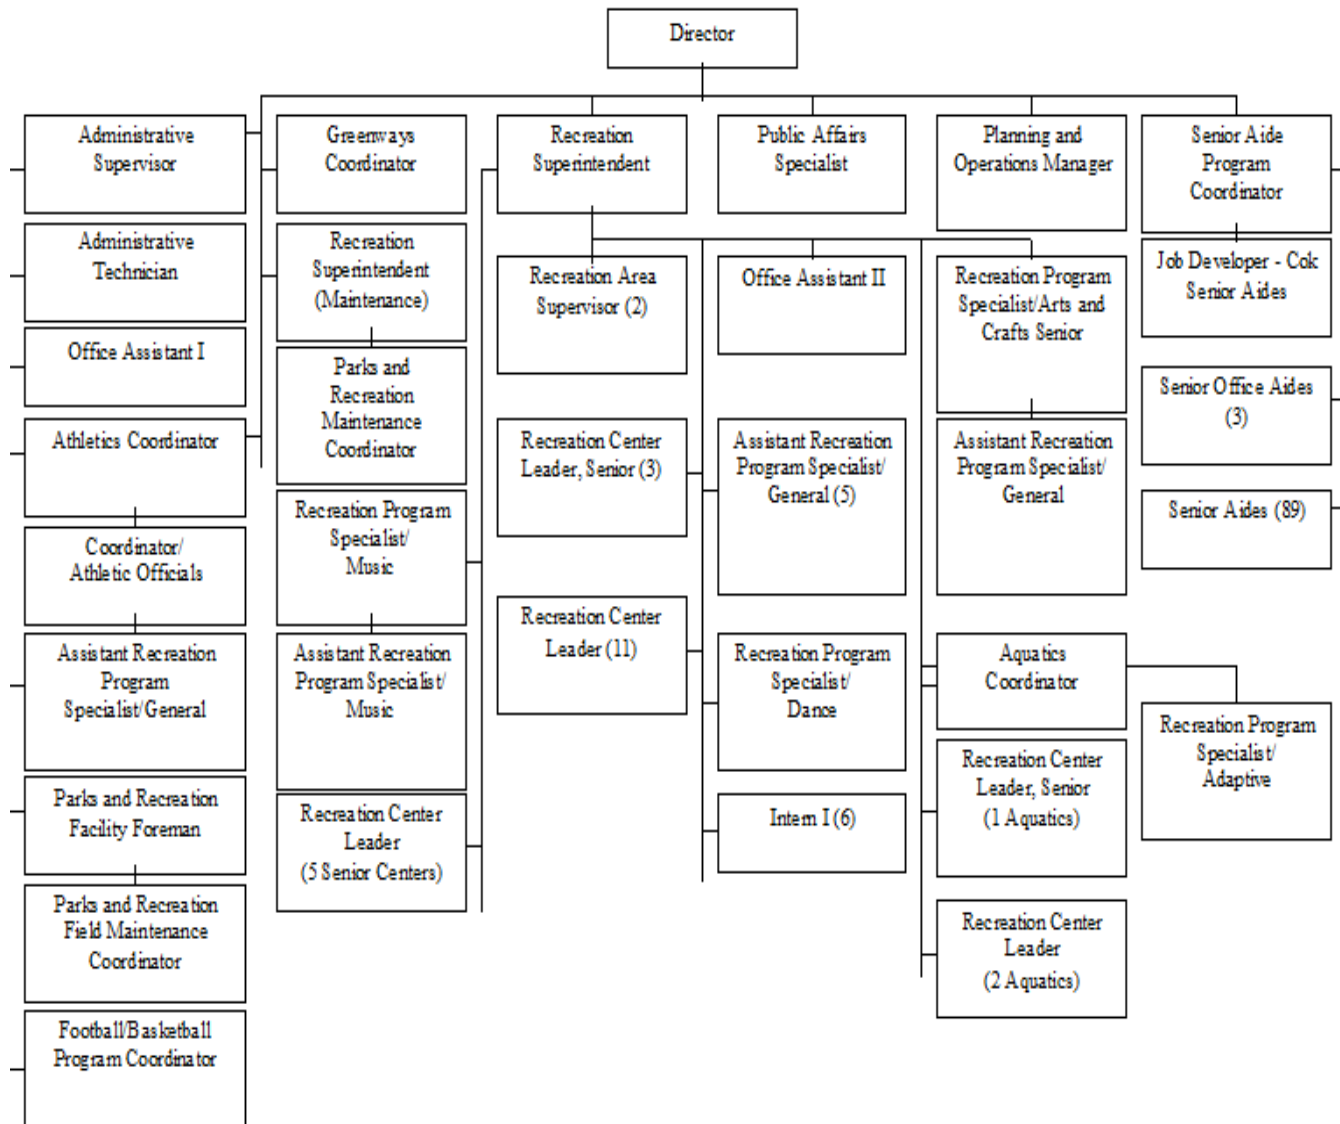 Director
Administrative
Supervisor
Greenways
Coordinator
Recreation
Superintendent
Public Affairs
Specialist
Planning and
Operations Manager
Senior Aide
Program
Coordinator
Administrative
Technician
Recreation
Superintendent
(Maintenance)
Recreation Area
Supervisor (2)
Office Assistant II
Recreation Program
Specialist/Arts and
Crafts Senior
Job Developer - Cok
Senior Aides
Office Assistant I
Parks and
Recreation
Maintenance
Coordinator
Senior Office Aides
(3)
Athletics Coordinator
Recreation Center
Leader, Senior (3)
Assistant Recreation
Program Specialist/
General (5)
Assistant Recreation
Program Specialist/
General
Senior Aides (89)
Recreation Program
Specialist/
Music
Coordinator/
Athletic Officials
Recreation Center
Leader (11)
Assistant Recreation
Program
Specialist/General
Assistant Recreation
Program Specialist/
Music
Recreation Program
Specialist/
Dance
Aquatics
Coordinator
Recreation Program
Specialist/
Adaptive
Recreation Center
Leader, Senior
(1 Aquatics)
Parks and Recreation
Facility Foreman
Recreation Center
Leader
(5 Senior Centers)
Intern I (6)
Parks and Recreation
Field Maintenance
Coordinator
Recreation Center
Leader
(2 Aquatics)
Football/Basketball
Program Coordinator